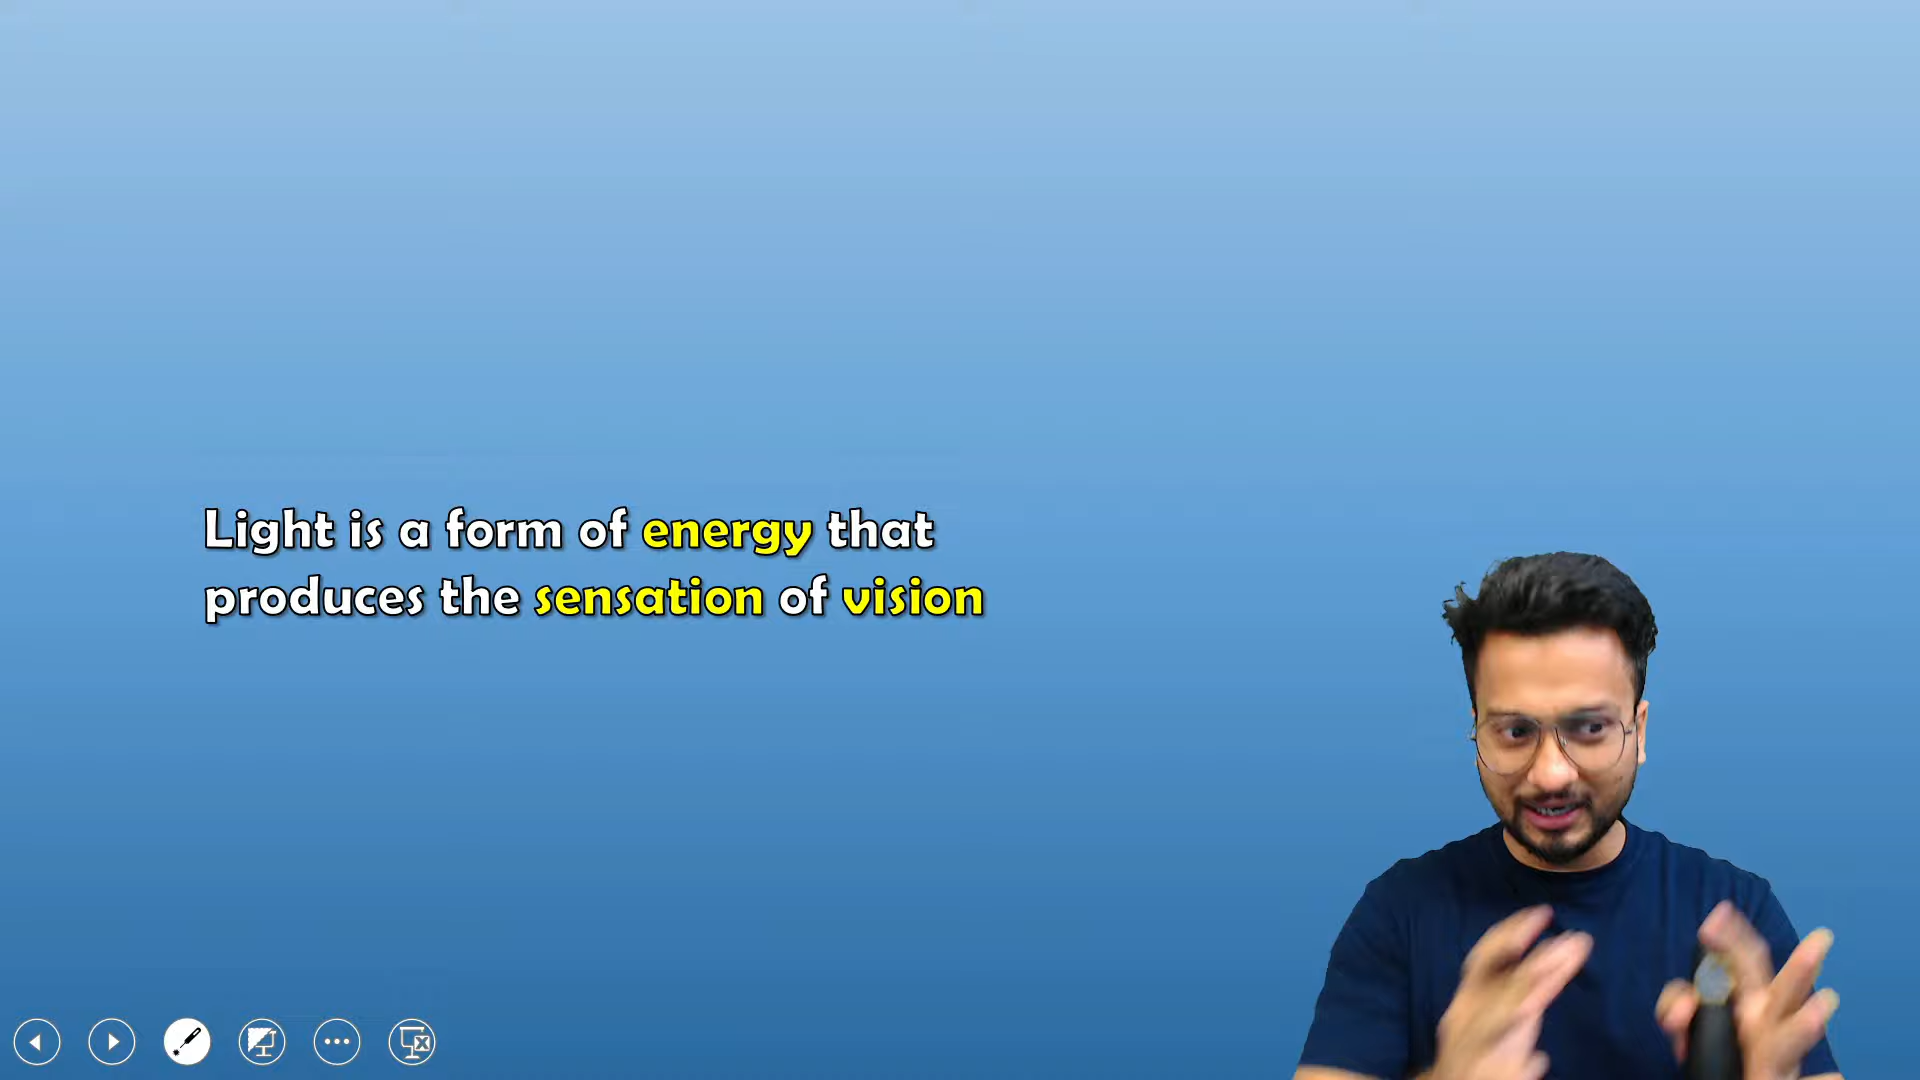 Light is a form of energy that
produces the sensation of vision